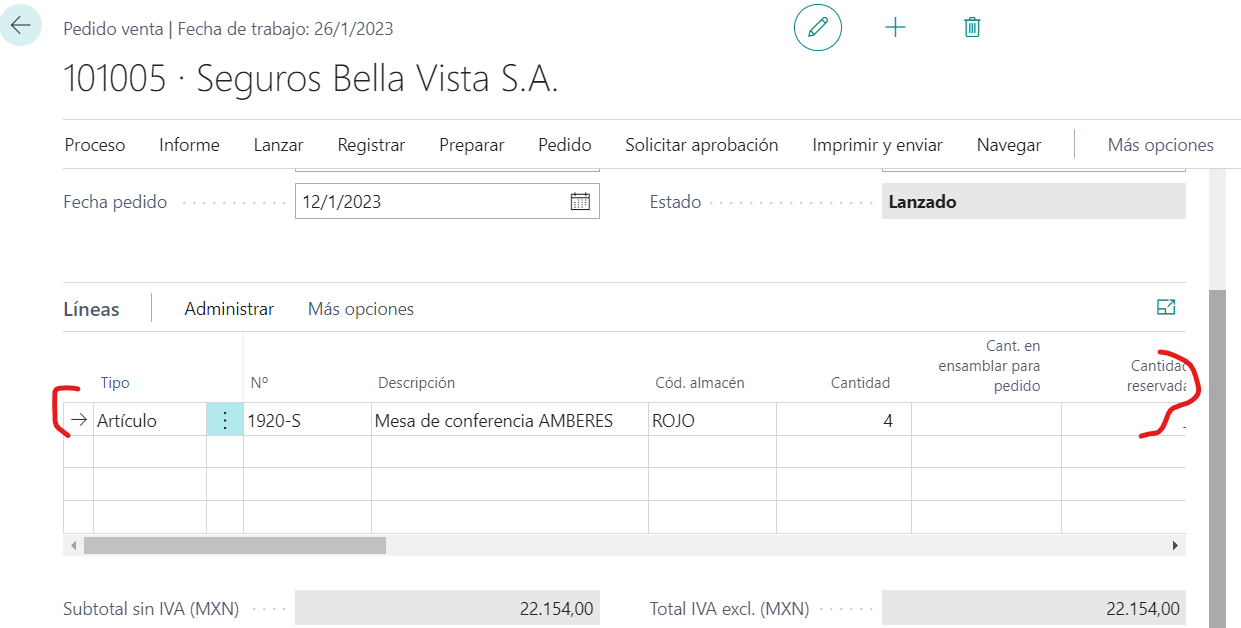 Pedido venta | Fecha de trabajo: 26/1/2023
101005 · Seguros Bella Vista S.A.
Proceso Informe Lanzar Registrar Preparar Pedido Solicitar aprobación Imprimir y enviar Navegar Más opciones
Fecha pedido 12/1/2023 Estado Lanzado
Líneas Administrar Más opciones
Tipo Nº Descripción Cód. almacén Cantidad Cant. en ensamblar para pedido Cantidad reservada
Artículo 1920-S Mesa de conferencia AMBERES ROJO 4
Subtotal sin IVA (MXN) 22.154,00 Total IVA excl. (MXN) 22.154,00